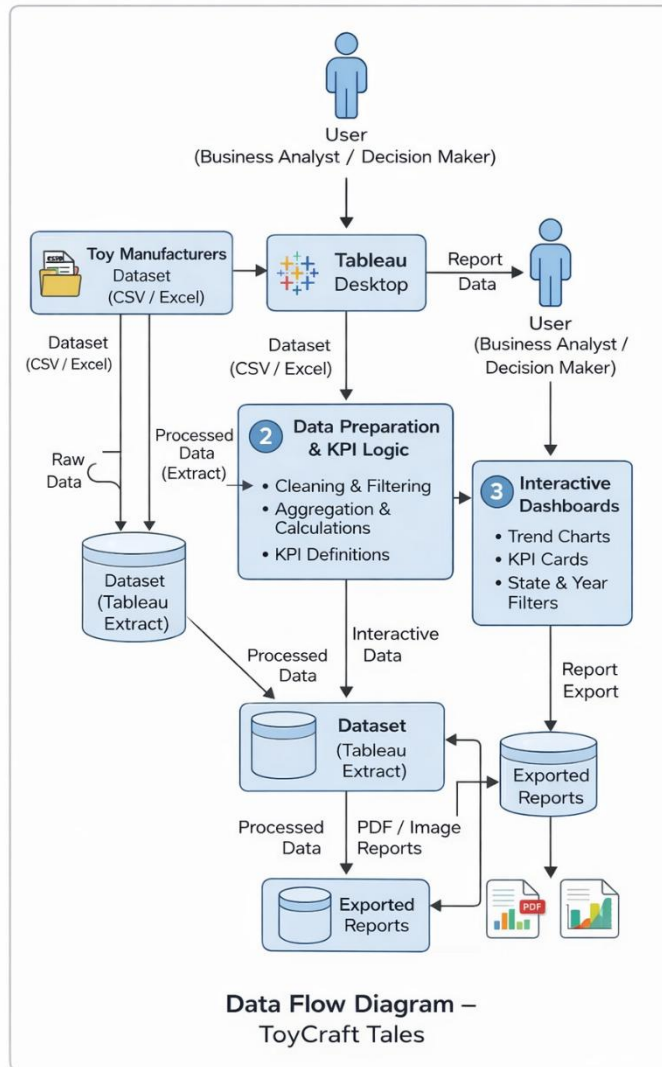 User
(Business Analyst / Decision Maker)
Toy Manufacturers
Dataset
(CSV / Excel)
Tableau
Desktop
Report
Data
User
(Business Analyst /
Decision Maker)
Dataset
(CSV / Excel)
Dataset
(CSV / Excel)
Raw
Data
Processed
Data
(Extract)
2
Data Preparation
& KPI Logic
• Cleaning & Filtering
• Aggregation &
Calculations
• KPI Definitions
3
Interactive
Dashboards
• Trend Charts
• KPI Cards
• State & Year
Filters
Dataset
(Tableau
Extract)
Processed
Data
Interactive
Data
Report
Export
Dataset
(Tableau
Extract)
Exported
Reports
Processed
Data
PDF / Image
Reports
Exported
Reports
PDF
Data Flow Diagram –
ToyCraft Tales